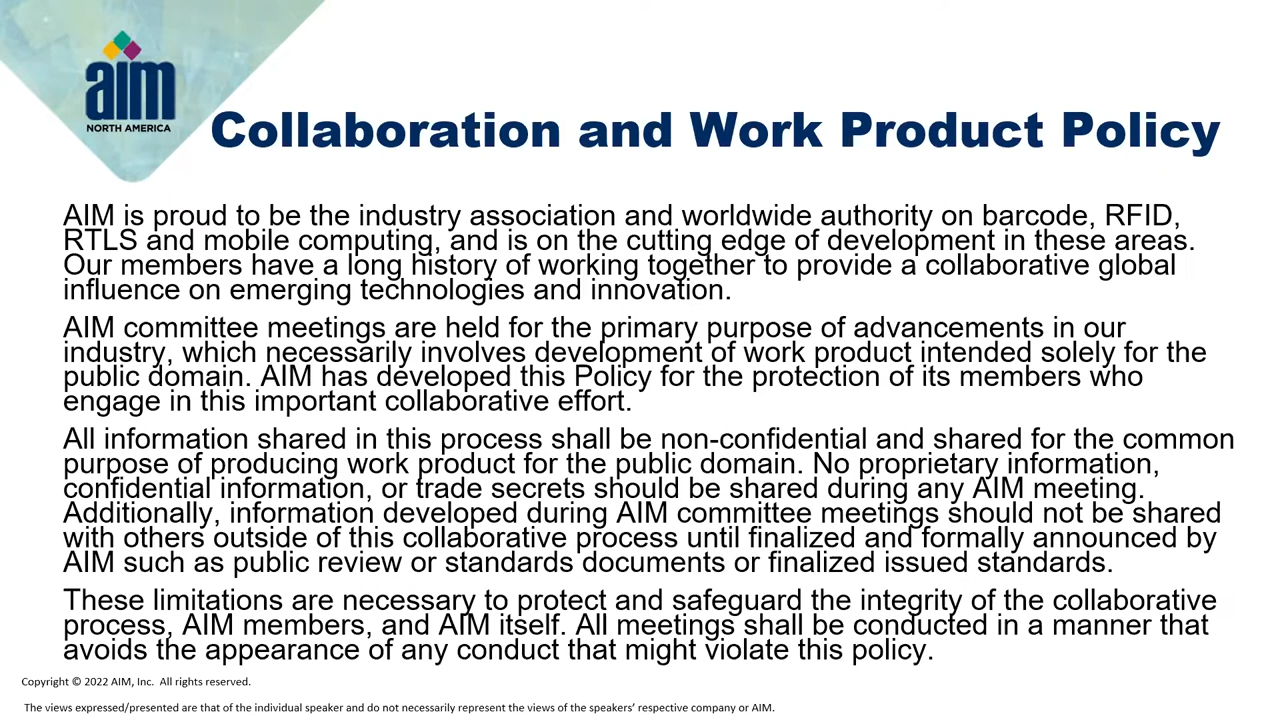 aim
NORTH AMERICA
Collaboration and Work Product Policy
AIM is proud to be the industry association and worldwide authority on barcode, RFID,
RTLS and mobile computing, and is on the cutting edge of development in these areas.
Our members have a long history of working together to provide a collaborative global
influence on emerging technologies and innovation.
AIM committee meetings are held for the primary purpose of advancements in our
industry, which necessarily involves development of work product intended solely for the
public domain. AIM has developed this Policy for the protection of its members who
engage in this important collaborative effort.
All information shared in this process shall be non-confidential and shared for the common
purpose of producing work product for the public domain. No proprietary information,
confidential information, or trade secrets should be shared during any AIM meeting.
Additionally, information developed during AIM committee meetings should not be shared
with others outside of this collaborative process until finalized and formally announced by
AIM such as public review or standards documents or finalized issued standards.
These limitations are necessary to protect and safeguard the integrity of the collaborative
process, AIM members, and AIM itself. All meetings shall be conducted in a manner that
avoids the appearance of any conduct that might violate this policy.
Copyright © 2022 AIM, Inc. All rights reserved.
The views expressed/presented are that of the individual speaker and do not necessarily represent the views of the speakers’ respective company or AIM.